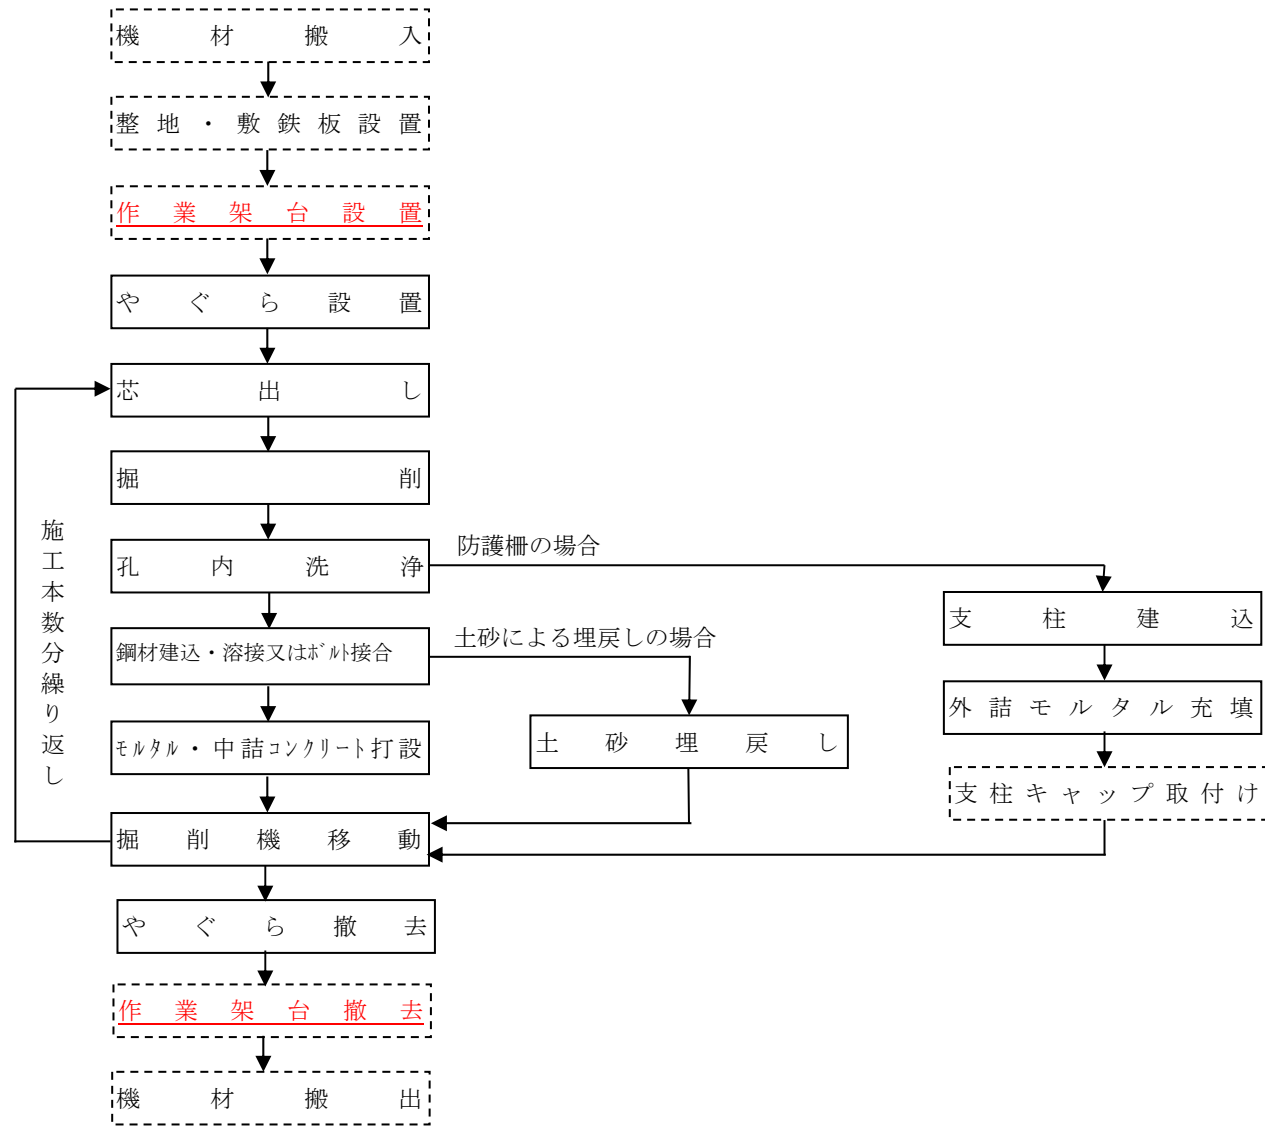 機材搬入
整地・敷鉄板設置
作業架台設置
やぐら設置
芯出し
掘削
孔内洗浄
防護柵の場合
鋼材建込・溶接又はﾎﾞﾙﾄ接合
土砂による埋戻しの場合
ﾓﾙﾀﾙ・中詰ｺﾝｸﾘｰﾄ打設
土砂埋戻し
支柱建込
外詰モルタル充填
支柱キャップ取付け
掘削機移動
施工本数分繰り返し
やぐら撤去
作業架台撤去
機材搬出